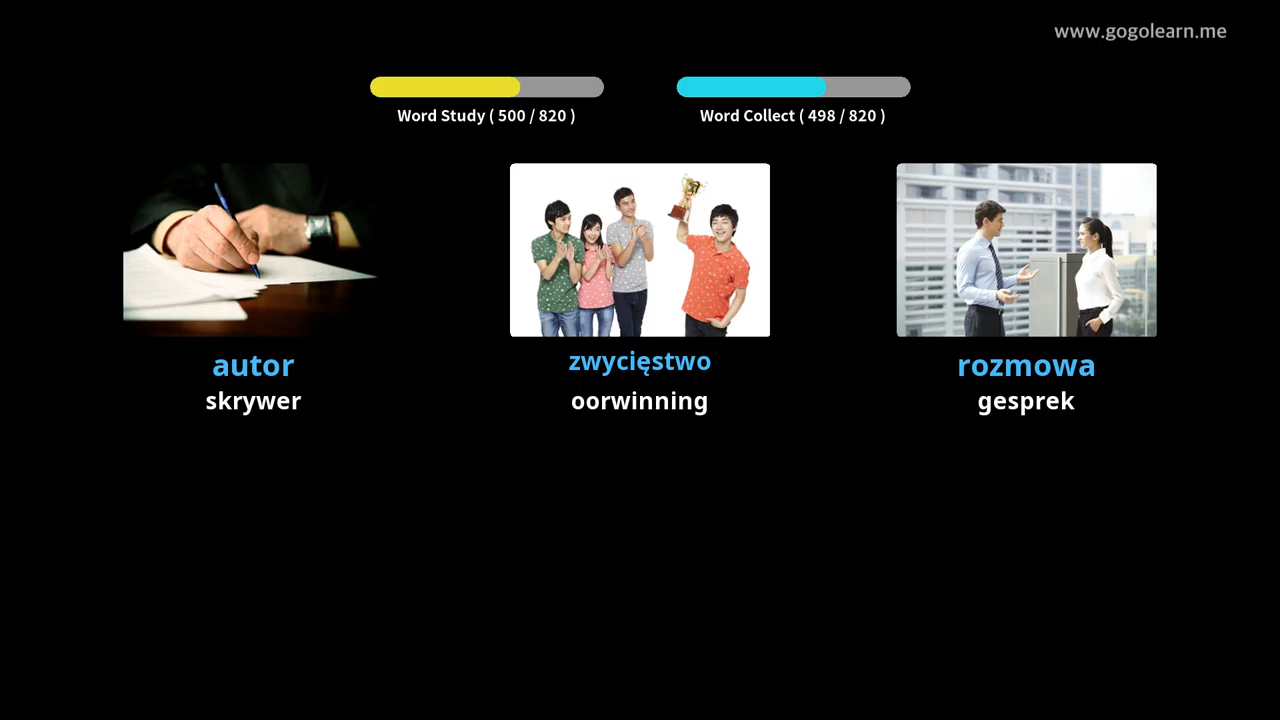 www.gogolearn.me
Word Study ( 500 / 820 )
Word Collect ( 498 / 820 )
autor
skrywer
zwycięstwo
oorwinning
rozmowa
gesprek